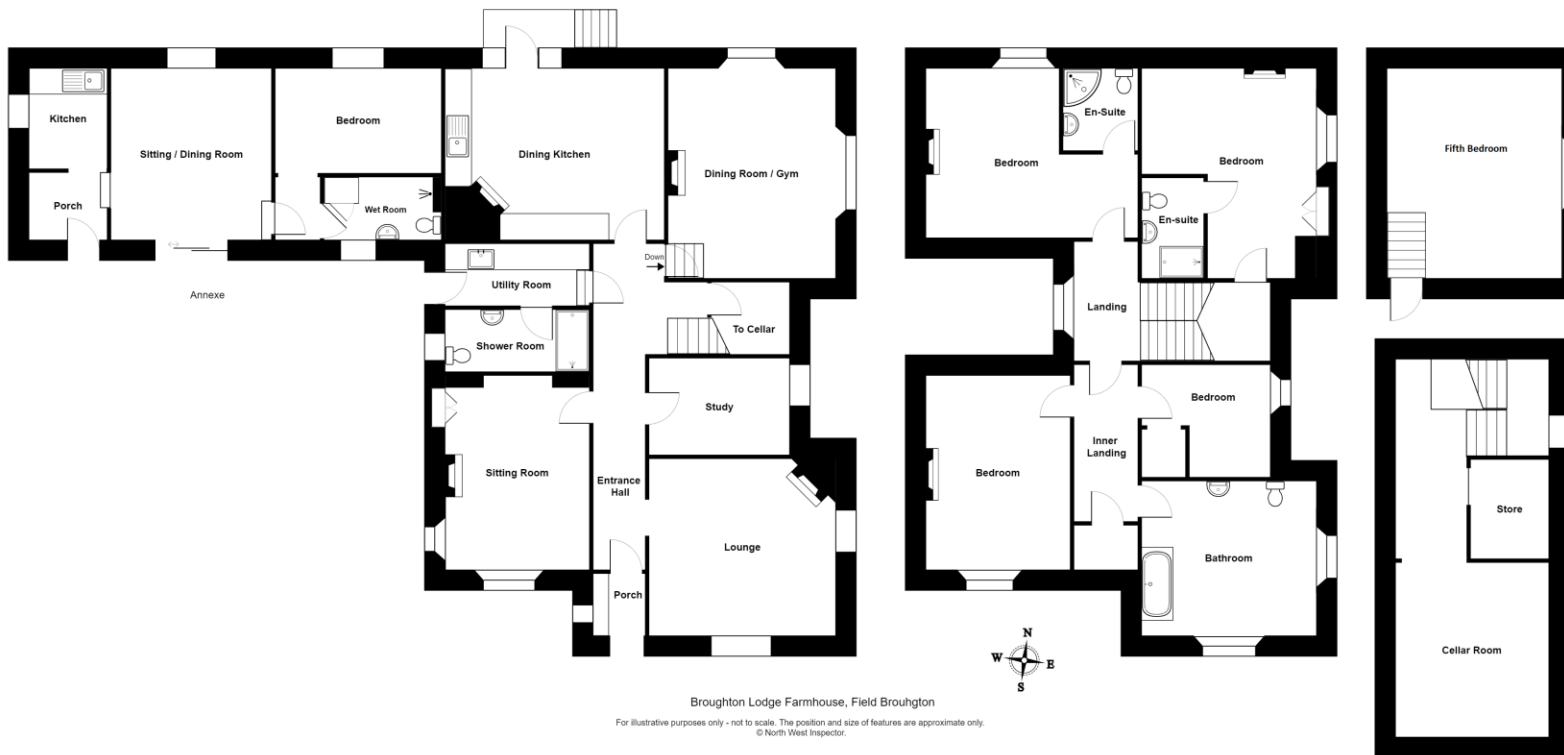 Kitchen
Porch
Sitting / Dining Room
Bedroom
Wet Room
Annexe
Dining Kitchen
Dining Room / Gym
Down
Utility Room
Shower Room
To Cellar
Study
Sitting Room
Entrance
Hall
Lounge
Porch
Bedroom
En-Suite
Bedroom
En-suite
Landing
Bedroom
Inner
Landing
Bedroom
Bathroom
Fifth Bedroom
Store
Cellar Room
N
W
E
S
Broughton Lodge Farmhouse, Field Brouhgton
For illustrative purposes only - not to scale. The position and size of features are approximate only.
© North West Inspector.